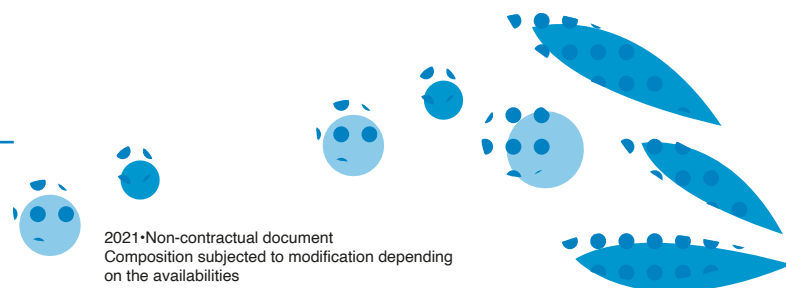 2021•Non-contractual document
Composition subjected to modification depending
on the availabilities